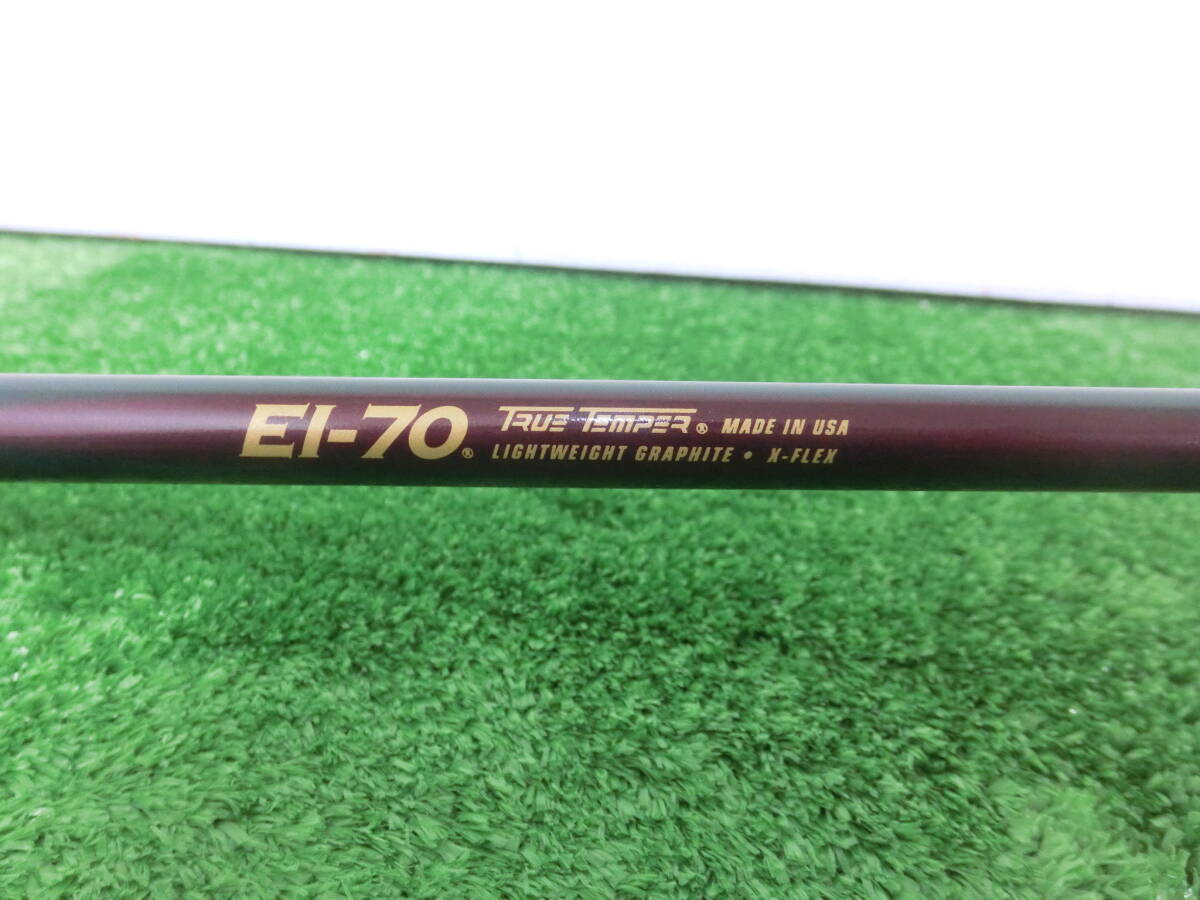 EI-70® TRUE TEMPER® MADE IN USA
LIGHTWEIGHT GRAPHITE • X-FLEX